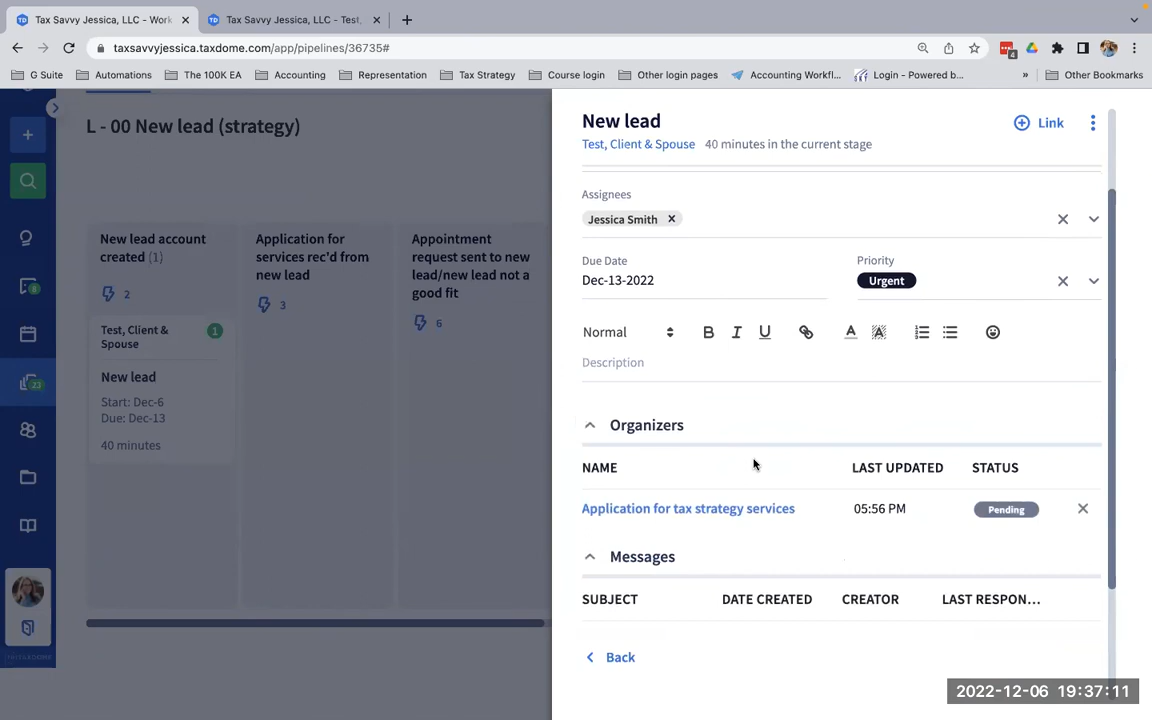 Tax Savvy Jessica, LLC - Work
Tax Savvy Jessica, LLC - Test,
taxsavvyjessica.taxdome.com/app/pipelines/36735#
4
G Suite
Automations
The 100K EA
Accounting
Representation
Tax Strategy
Course login
Other login pages
Accounting Workfl...
Login - Powered b...
»
Other Bookmarks
L - 00 New lead (strategy)
New lead account
created (1)
2
Application for
services rec'd from
new lead
3
Appointment
request sent to new
lead/new lead not a
good fit
6
Test, Client &
Spouse
1
New lead
Start: Dec-6
Due: Dec-13
40 minutes
8
23
New lead
Link
Test, Client & Spouse
40 minutes in the current stage
Assignees
Jessica Smith
Due Date
Priority
Dec-13-2022
Urgent
Normal
B I U
A A
Description
Organizers
NAME LAST UPDATED STATUS
Application for tax strategy services 05:56 PM Pending
Messages
SUBJECT DATE CREATED CREATOR LAST RESPON...
Back
2022-12-06 19:37:11